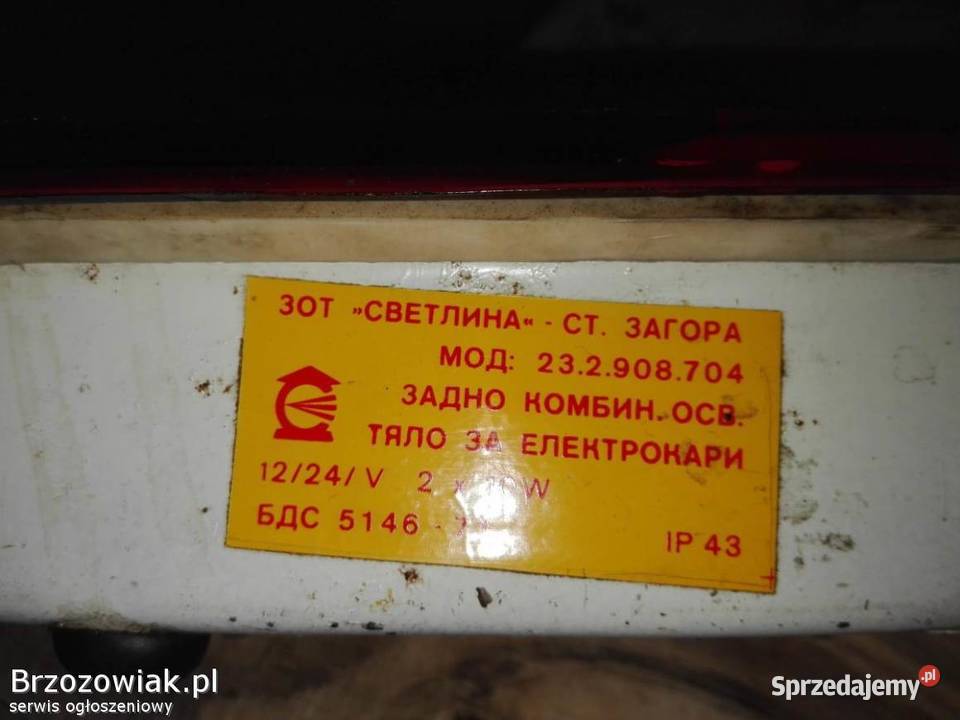 ЗОТ "СВЕТЛИНА" - СТ. ЗАГОРА
МОД: 23.2.908.704
ЗАДНО КОМБИН. ОСВ.
ТЯЛО ЗА ЕЛЕКТРОКАРИ
12/24/ V 2 x W
БДС 5146 -
IP 43
Brzozowiak.pl
serwis ogłoszeniowy
Sprzedajemy.pl